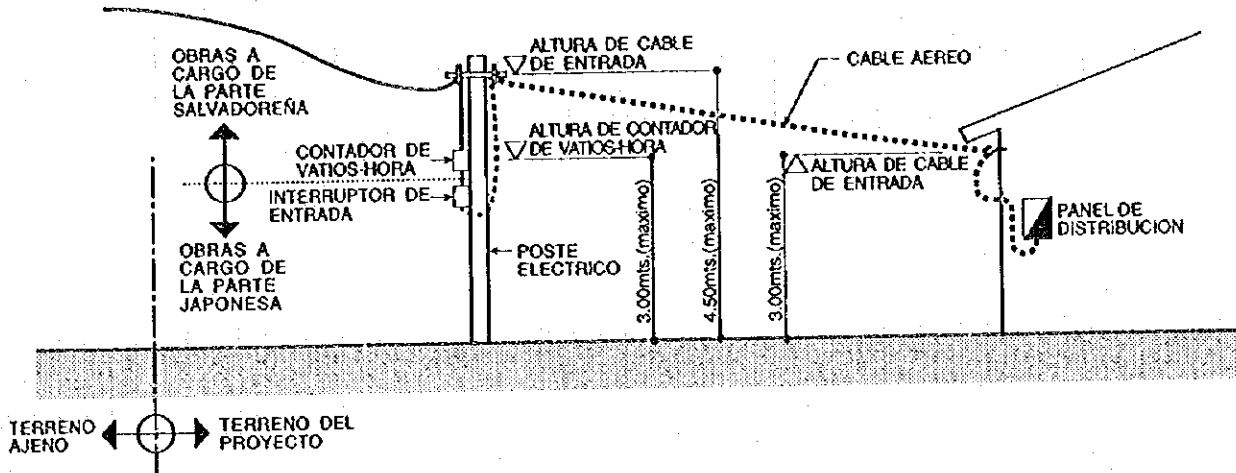 OBRAS A
CARGO DE
LA PARTE
SALVADOREÑA
CONTADOR DE
VATIOS-HORA
INTERRUPTOR DE
ENTRADA
OBRAS A
CARGO DE
LA PARTE
JAPONESA
ALTURA DE CABLE
DE ENTRADA
CABLE AEREO
ALTURA DE CONTADOR
DE VATIOS-HORA
ALTURA DE CABLE
DE ENTRADA
PANEL DE
DISTRIBUCION
POSTE
ELECTRICO
3.00mts.(maximo)
4.50mts.(maximo)
3.00mts.(maximo)
TERRENO
AJENO
TERRENO DEL
PROYECTO